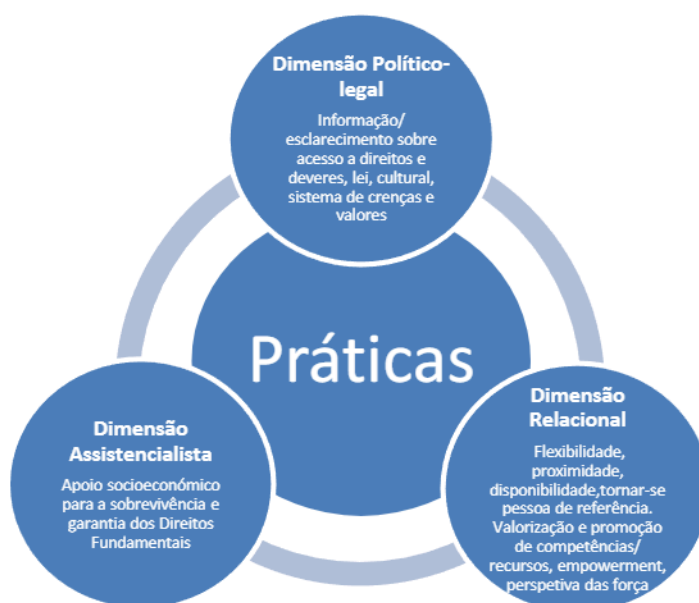 Dimensão Político-
legal
Informação/
esclarecimento sobre
acesso a direitos e
deveres, lei, cultural,
sistema de crenças e
valores
Práticas
Dimensão
Assistencialista
Apoio socioeconómico
para a sobrevivência e
garantia dos Direitos
Fundamentais
Dimensão
Relacional
Flexibilidade,
proximidade,
disponibilidade,tornar-se
pessoa de referência.
Valorização e promoção
de competências/
recursos, empowerment,
perspetiva das força